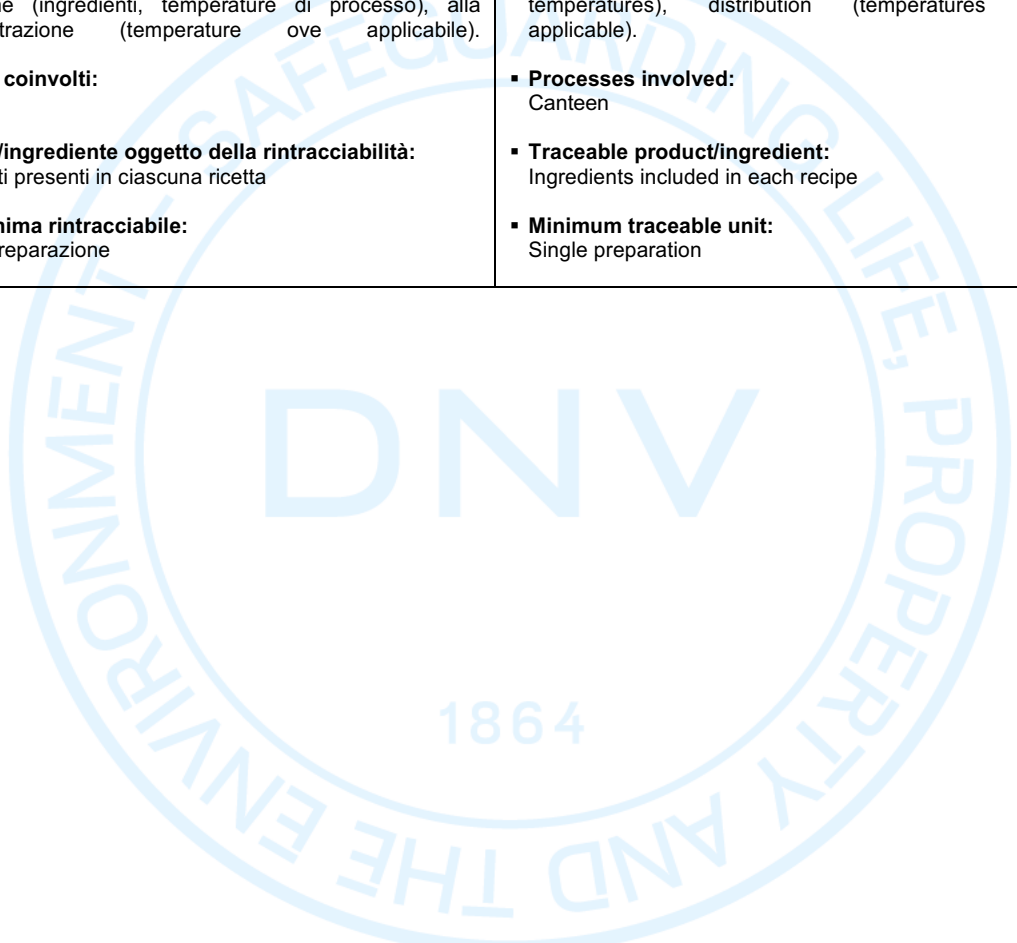 ne (ingredienti, temperature di processo), alla
trazione (temperature ove applicabile).
coinvolti:
/ingrediente oggetto della rintracciabilità:
ti presenti in ciascuna ricetta
nima rintracciabile:
reparazione
temperatures), distribution (temperatures
applicable).
▪ Processes involved:
Canteen
▪ Traceable product/ingredient:
Ingredients included in each recipe
▪ Minimum traceable unit:
Single preparation
SAFEGUARDING LIFE, PROPERTY AND THE ENVIRONMENT –
DNV
1864